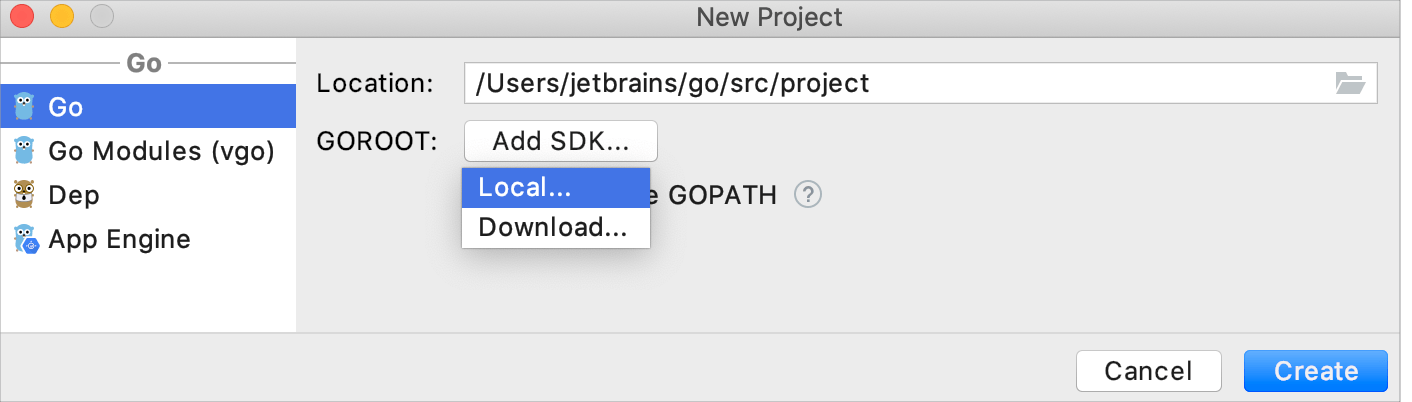 New Project
Go
Go
Go Modules (vgo)
Dep
App Engine
Location: /Users/jetbrains/go/src/project
GOROOT: Add SDK...
Local...
GOPATH ?
Download...
Cancel Create